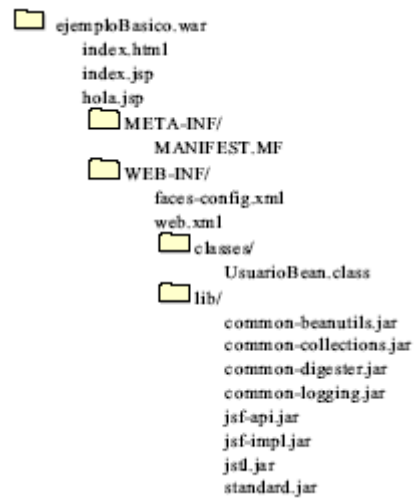 ejemploBasico.war
index.html
index.jsp
hola.jsp
META-INF/
MANIFEST.MF
WEB-INF/
faces-config.xml
web.xml
classes/
UsuarioBean.class
lib/
common-beanutils.jar
common-collections.jar
common-digester.jar
common-logging.jar
jsf-api.jar
jsf-impl.jar
jstl.jar
standard.jar